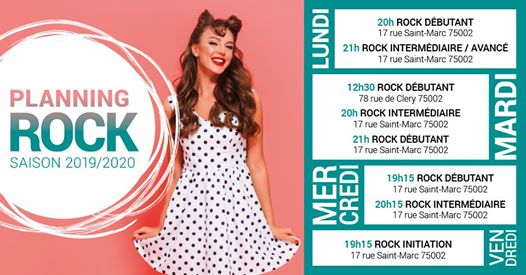 PLANNING
ROCK
SAISON 2019/2020
LUNDI
20h ROCK DÉBUTANT
17 rue Saint-Marc 75002
21h ROCK INTERMÉDIAIRE / AVANCÉ
17 rue Saint-Marc 75002
MARDI
12h30 ROCK DÉBUTANT
78 rue de Clery 75002
20h ROCK INTERMÉDIAIRE
17 rue Saint-Marc 75002
21h ROCK DÉBUTANT
17 rue Saint-Marc 75002
MER
CREDI
19h15 ROCK DÉBUTANT
17 rue Saint-Marc 75002
20h15 ROCK INTERMÉDIAIRE
17 rue Saint-Marc 75002
VEN
DREDI
19h15 ROCK INITIATION
17 rue Saint-Marc 75002